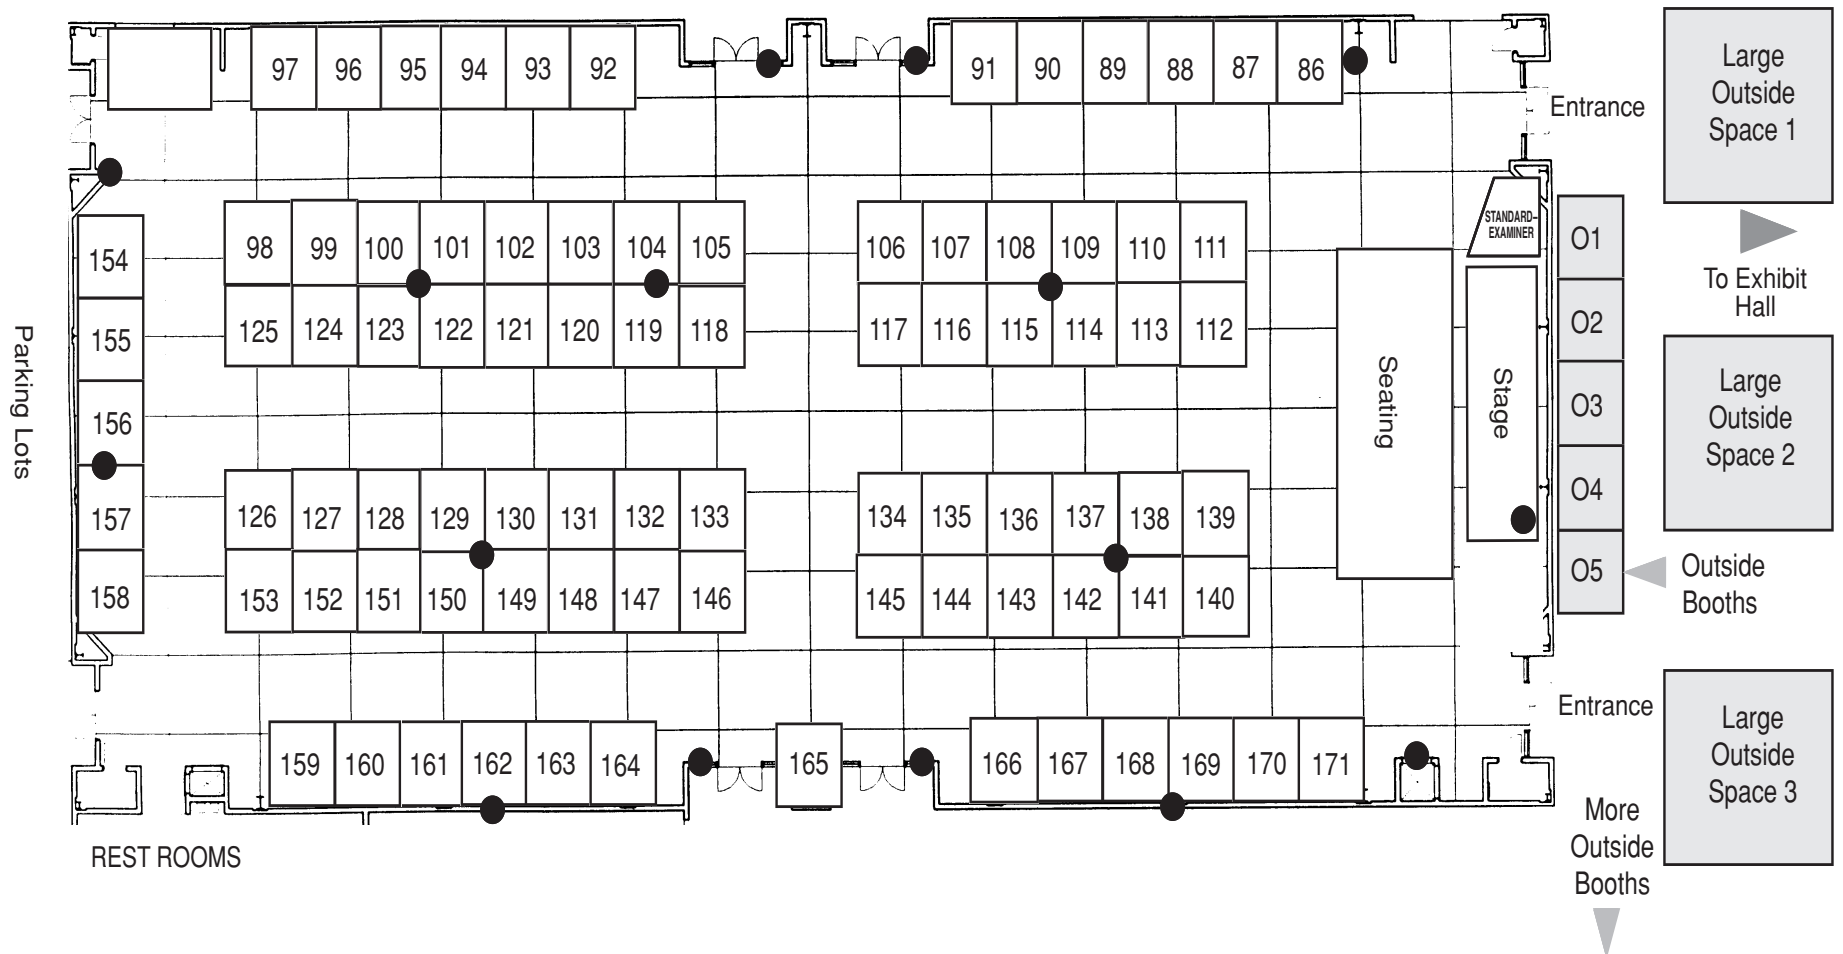 97 96 95 94 93 92 91 90 89 88 87 86
Entrance
Large
Outside
Space 1
STANDARD-
EXAMINER
98 99 100 101 102 103 104 105 106 107 108 109 110 111
154
O1
To Exhibit
Hall
125 124 123 122 121 120 119 118 117 116 115 114 113 112
155
O2
Parking Lots
Seating
Stage
Large
Outside
Space 2
156
O3
126 127 128 129 130 131 132 133 134 135 136 137 138 139
157
O4
153 152 151 150 149 148 147 146 145 144 143 142 141 140
158
O5
Outside
Booths
Entrance
Large
Outside
Space 3
159 160 161 162 163 164 165 166 167 168 169 170 171
More
Outside
Booths
REST ROOMS